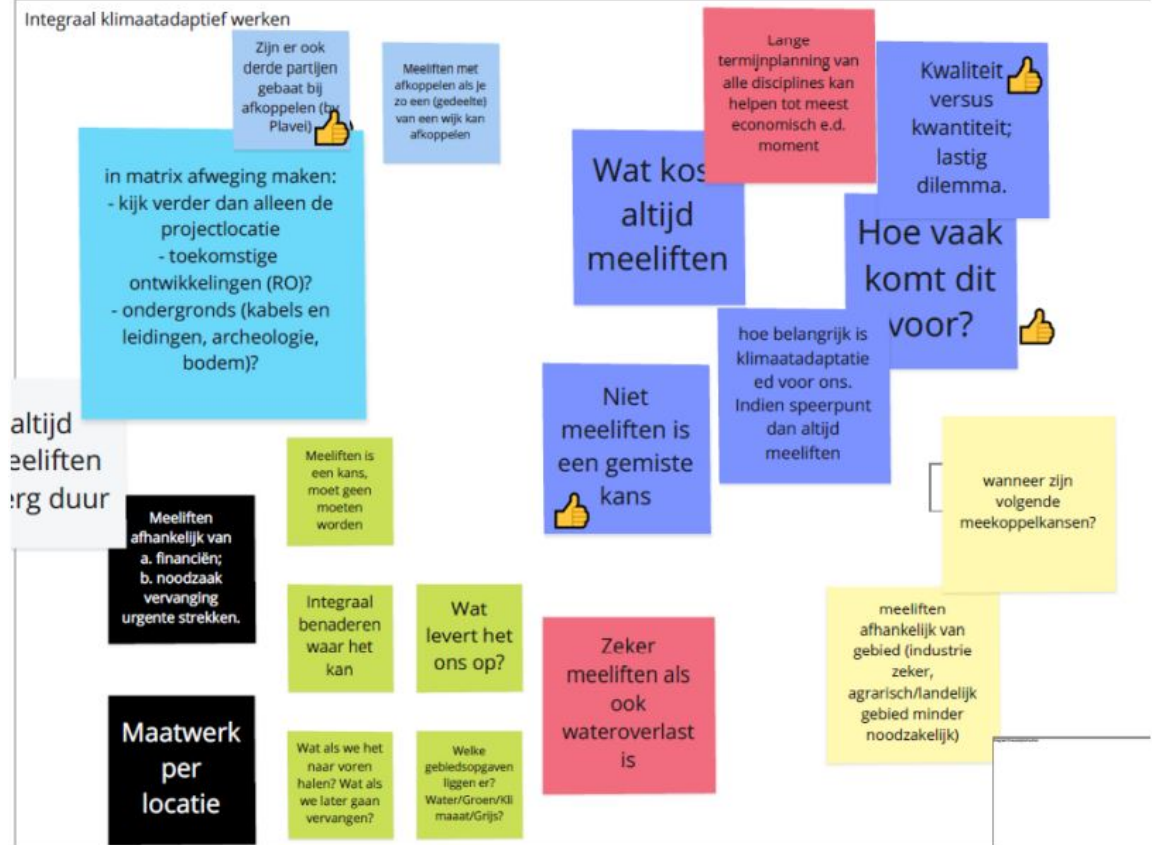 Integraal klimaatadaptief werken
Zijn er ook
derde partijen
gebaat bij
afkoppelen (bv
Plavei)
Meeliften met
afkoppelen als je
zo een (gedeelte)
van een wijk kan
afkoppelen
in matrix afweging maken:
- kijk verder dan alleen de
projectlocatie
- toekomstige
ontwikkelingen (RO)?
- ondergronds (kabels en
leidingen, archeologie,
bodem)?
altijd
eeliften
erg duur
Meeliften
afhankelijk van
a. financiën;
b. noodzaak
vervanging
urgente strekken.
Maatwerk
per
locatie
Meeliften is
een kans,
moet geen
moeten
worden
Integraal
benaderen
waar het
kan
Wat
levert het
ons op?
Wat als we het
naar voren
halen? Wat als
we later gaan
vervangen?
Welke
gebiedsopgaven
liggen er?
Water/Groen/Kli
maaat/Grijs?
Wat kos
altijd
meeliften
Lange
termijnplanning van
alle disciplines kan
helpen tot meest
economisch e.d.
moment
Kwaliteit
versus
kwantiteit;
lastig
dilemma.
Hoe vaak
komt dit
voor?
hoe belangrijk is
klimaatadaptatie
ed voor ons.
Indien speerpunt
dan altijd
meeliften
Niet
meeliften is
een gemiste
kans
Zeker
meeliften als
ook
wateroverlast
is
wanneer zijn
volgende
meekoppelkansen?
meeliften
afhankelijk van
gebied (industrie
zeker,
agrarisch/landelijk
gebied minder
noodzakelijk)